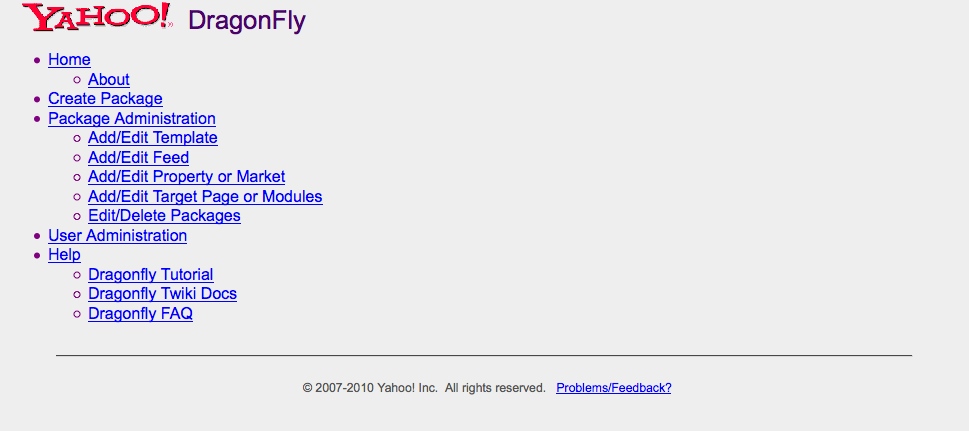 YAHOO!® DragonFly
Home
About
Create Package
Package Administration
Add/Edit Template
Add/Edit Feed
Add/Edit Property or Market
Add/Edit Target Page or Modules
Edit/Delete Packages
User Administration
Help
Dragonfly Tutorial
Dragonfly Twiki Docs
Dragonfly FAQ
© 2007-2010 Yahoo! Inc. All rights reserved. Problems/Feedback?